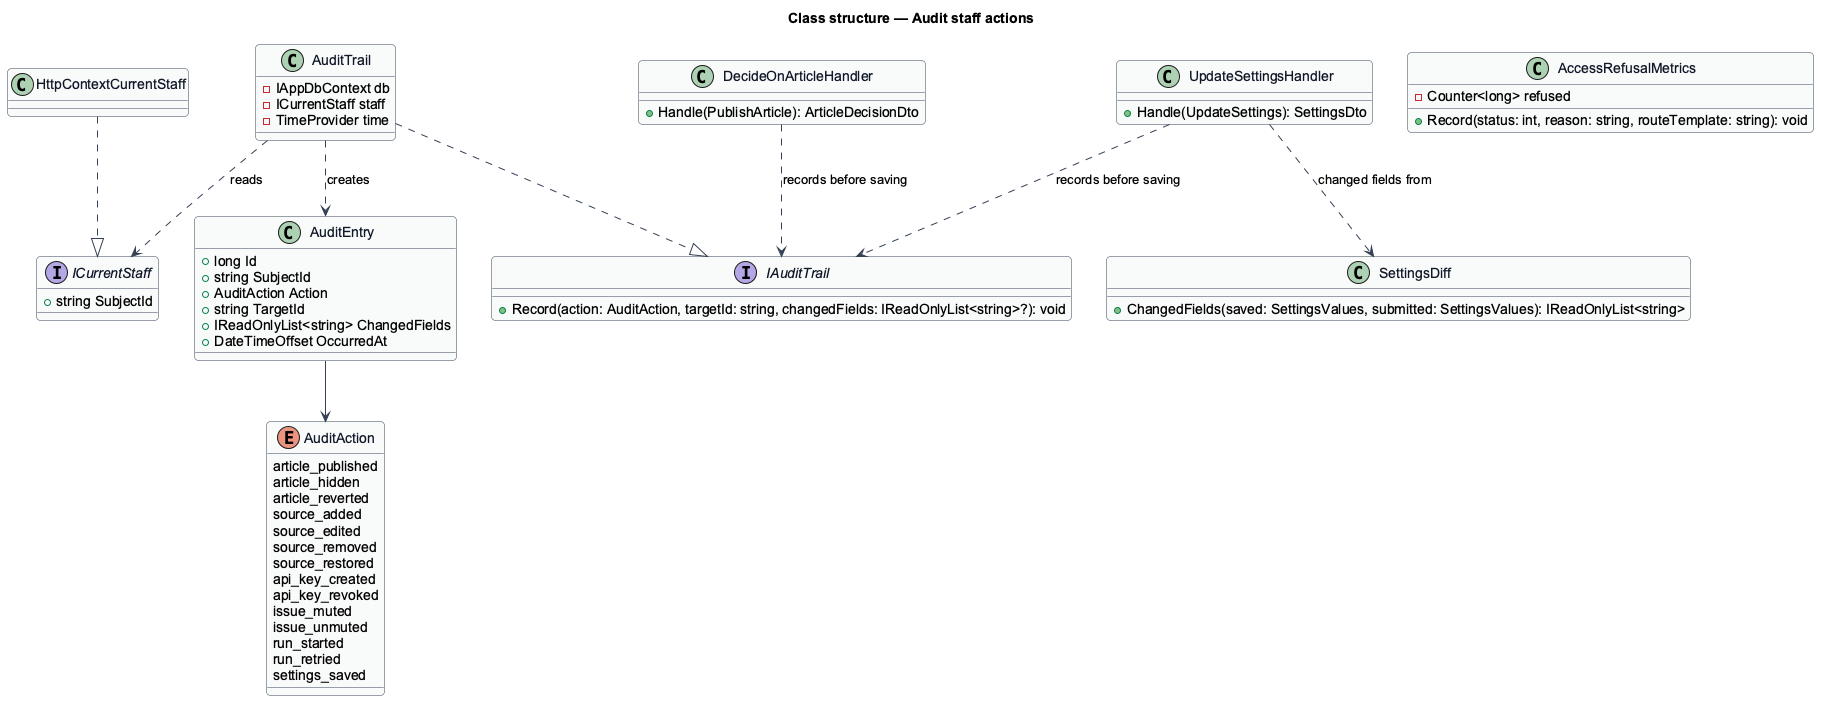 Class structure — Audit staff actions
C HttpContextCurrentStaff
C AuditTrail
IAppDbContext db
ICurrentStaff staff
TimeProvider time
C DecideOnArticleHandler
Handle(PublishArticle): ArticleDecisionDto
C UpdateSettingsHandler
Handle(UpdateSettings): SettingsDto
C AccessRefusalMetrics
Counter<long> refused
Record(status: int, reason: string, routeTemplate: string): void
reads
creates
records before saving
records before saving
changed fields from
I ICurrentStaff
string SubjectId
C AuditEntry
long Id
string SubjectId
AuditAction Action
string TargetId
IReadOnlyList<string> ChangedFields
DateTimeOffset OccurredAt
I IAuditTrail
Record(action: AuditAction, targetId: string, changedFields: IReadOnlyList<string>?): void
C SettingsDiff
ChangedFields(saved: SettingsValues, submitted: SettingsValues): IReadOnlyList<string>
E AuditAction
article_published
article_hidden
article_reverted
source_added
source_edited
source_removed
source_restored
api_key_created
api_key_revoked
issue_muted
issue_unmuted
run_started
run_retried
settings_saved